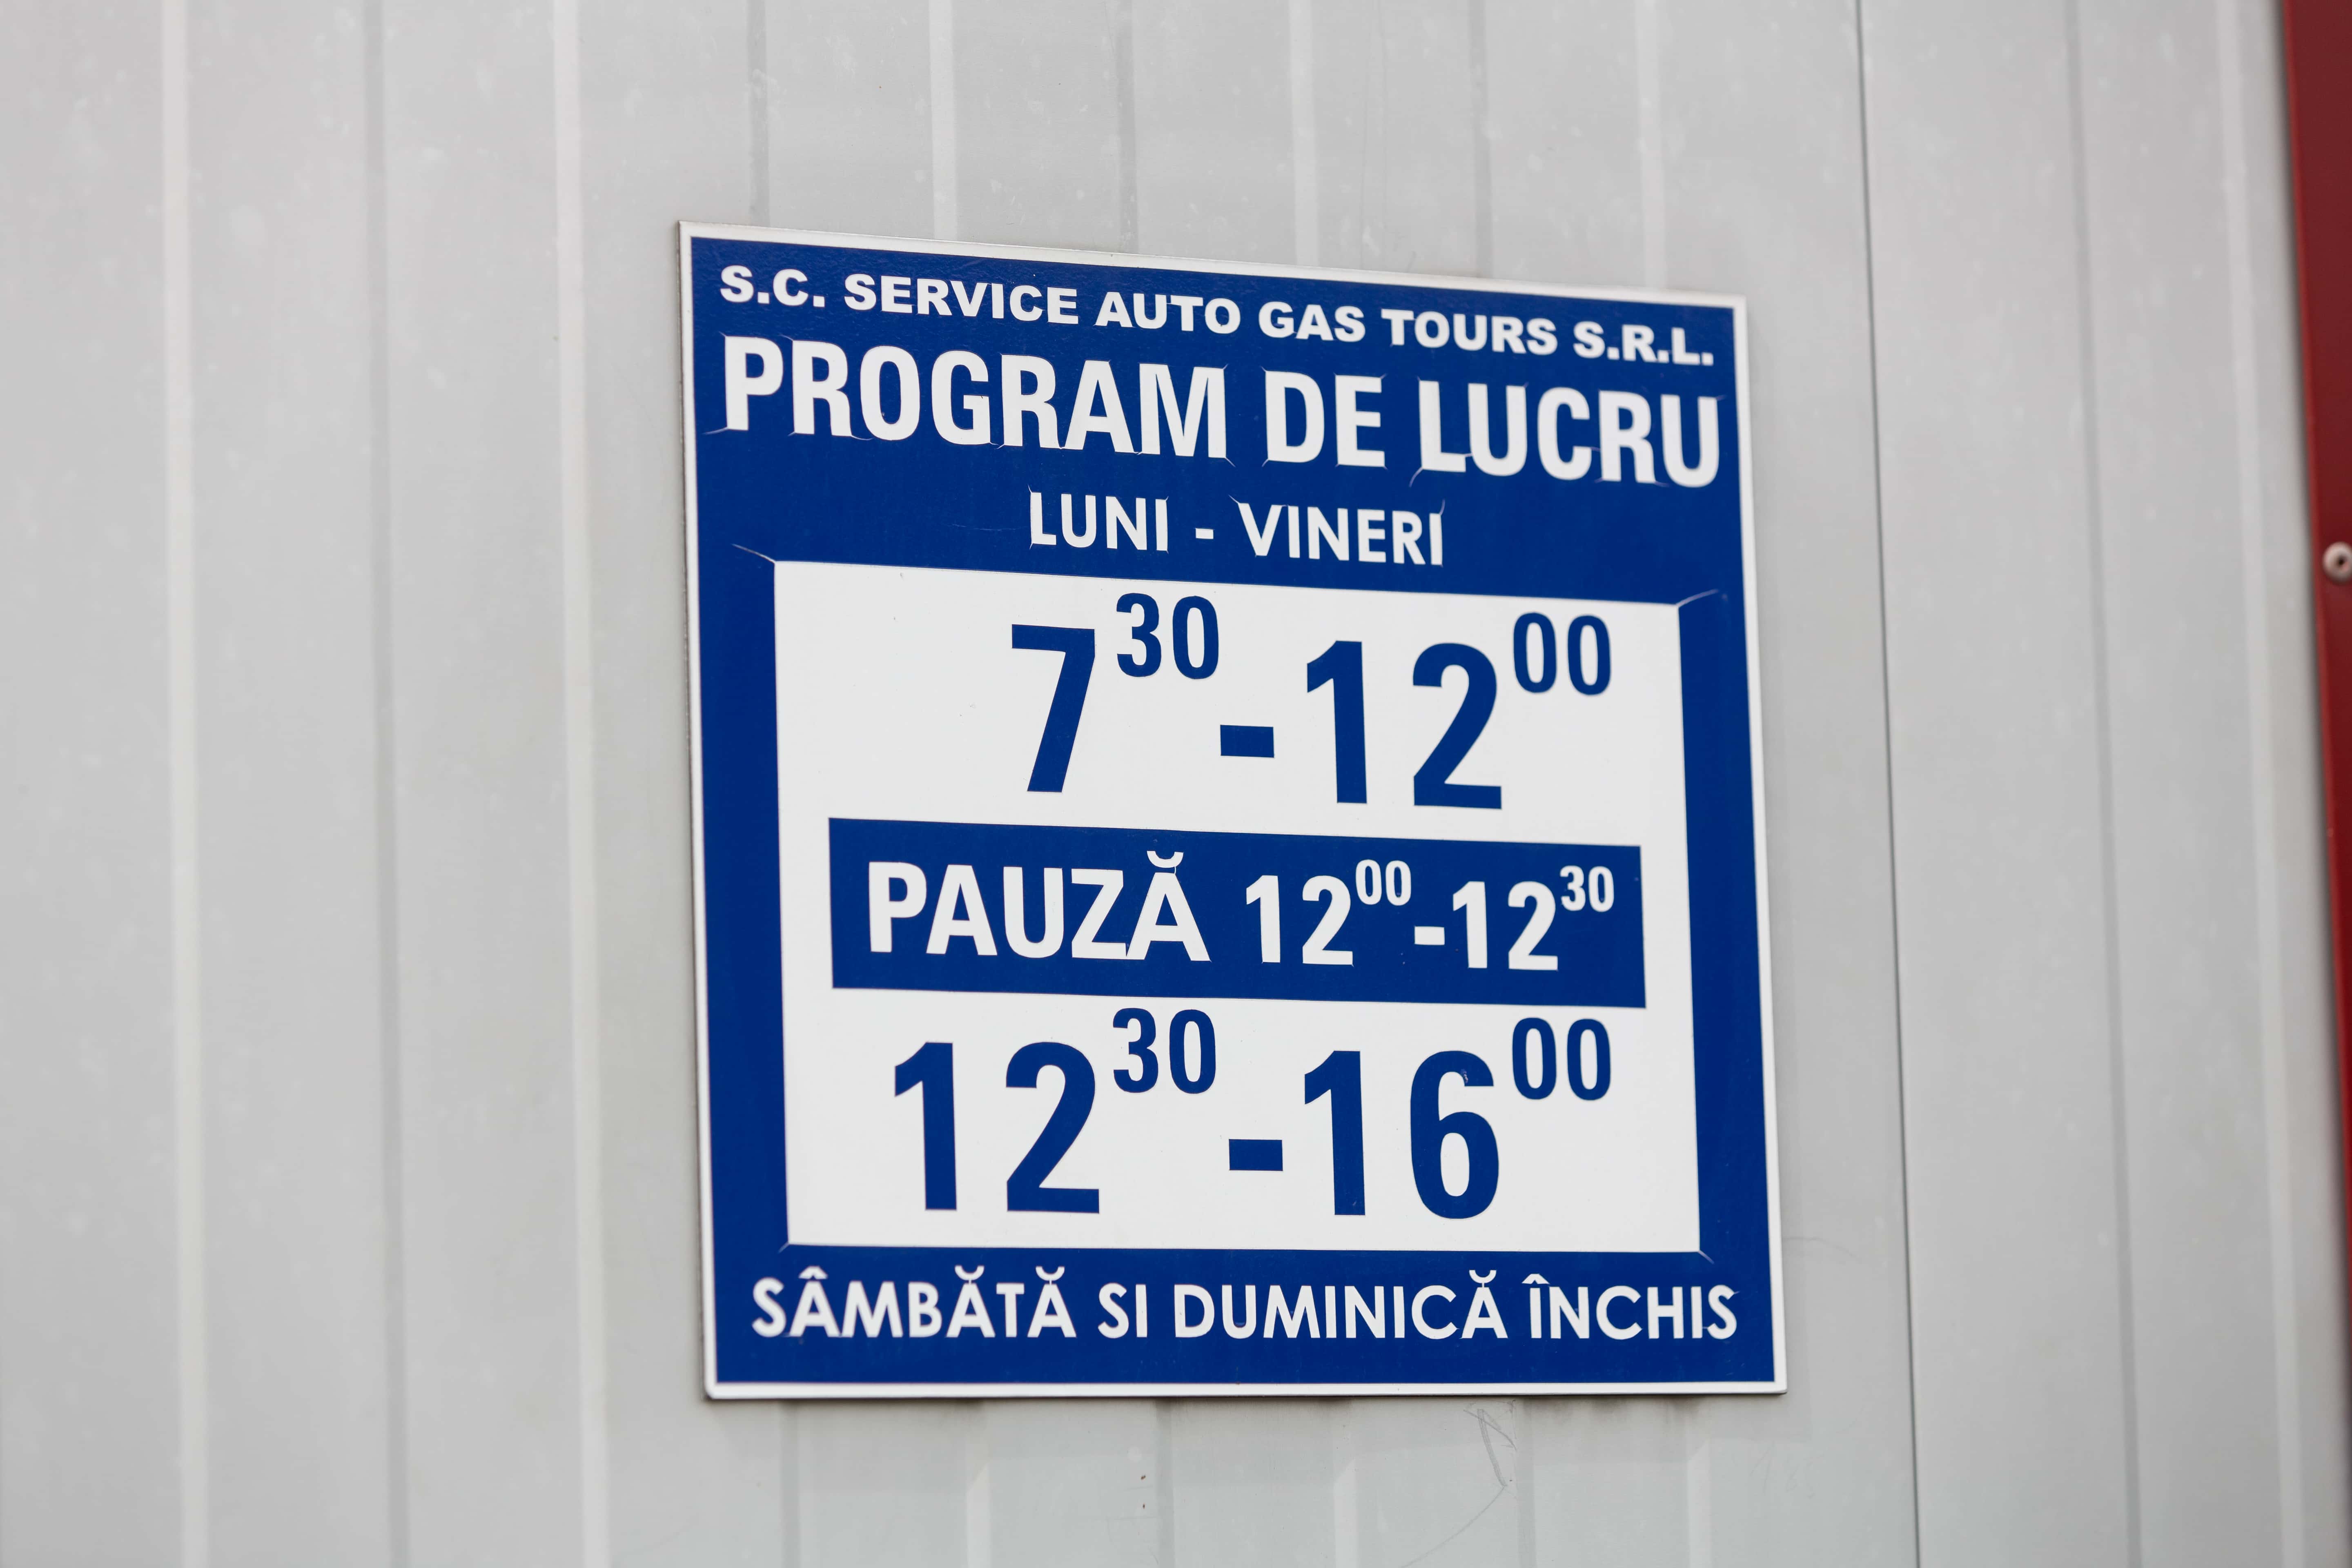 S.C. SERVICE AUTO GAS TOURS S.R.L.
PROGRAM DE LUCRU
LUNI - VINERI
7³⁰-12⁰⁰
PAUZĂ 12⁰⁰-12³⁰
12³⁰-16⁰⁰
SÂMBĂTĂ SI DUMINICĂ ÎNCHIS